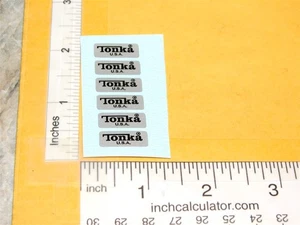 Tonka
U.S.A.
Tonka
U.S.A.
Tonka
U.S.A.
Tonka
U.S.A.
Tonka
U.S.A.
Tonka
U.S.A.
Inches
1
2
inch
1
2
3
inchcalculator.com
30
29
28
27
26
25
24
23